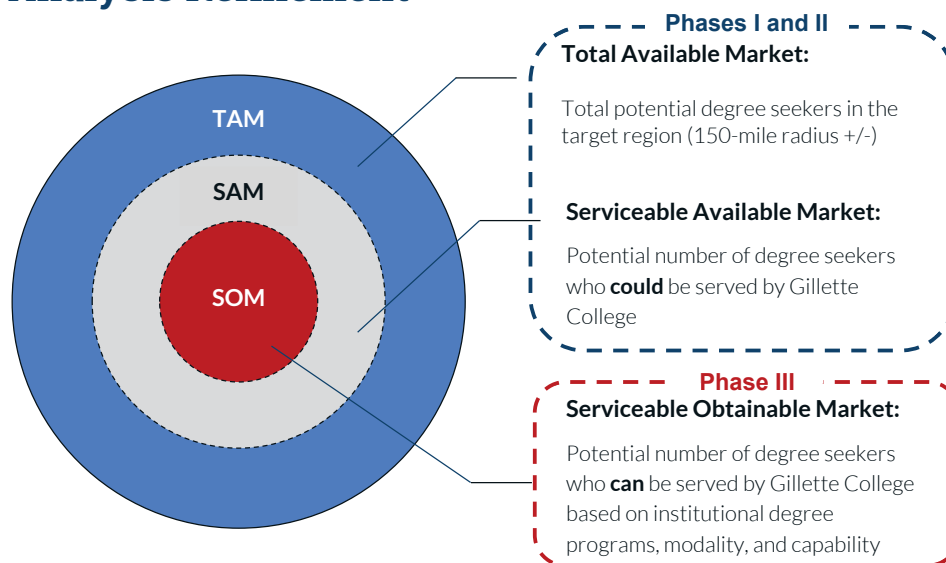 Analysis Refinement
TAM
SAM
SOM
Phases I and II
Total Available Market:
Total potential degree seekers in the
target region (150-mile radius +/-)
Serviceable Available Market:
Potential number of degree seekers
who could be served by Gillette
College
Phase III
Serviceable Obtainable Market:
Potential number of degree seekers
who can be served by Gillette College
based on institutional degree
programs, modality, and capability